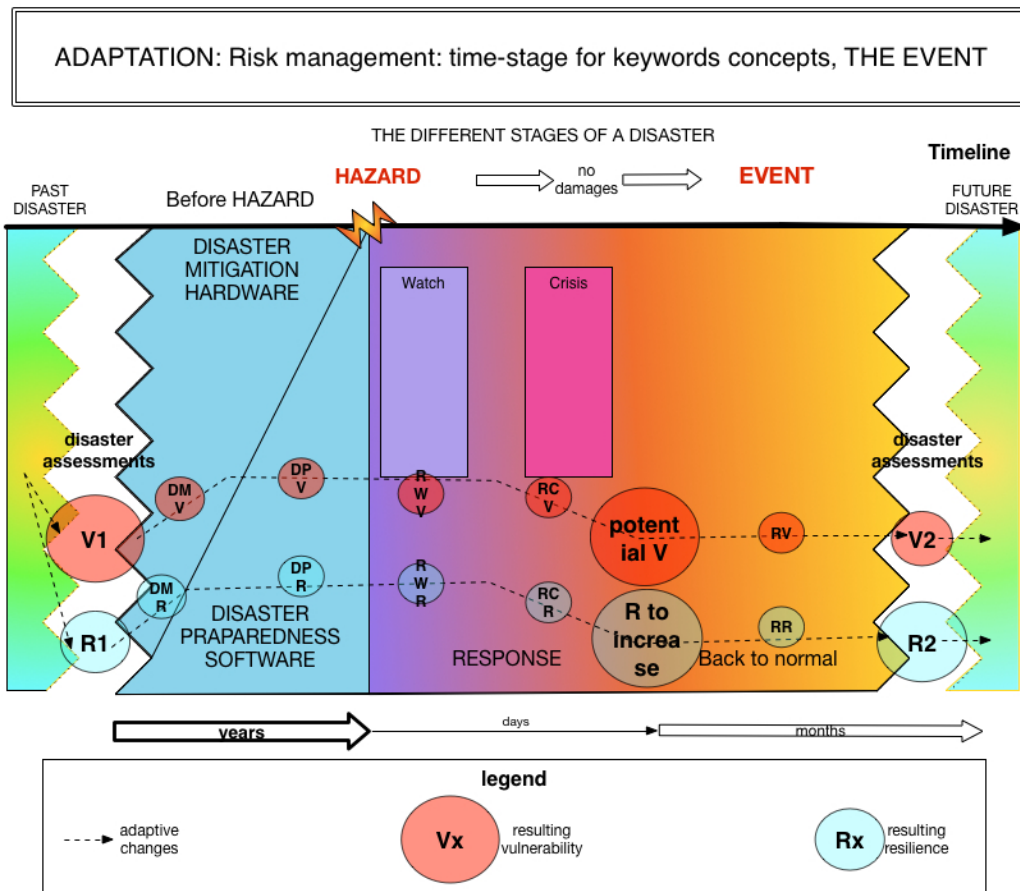 ADAPTATION: Risk management: time-stage for keywords concepts, THE EVENT
THE DIFFERENT STAGES OF A DISASTER
Timeline
PAST
DISASTER
Before HAZARD
HAZARD
no
damages
EVENT
FUTURE
DISASTER
DISASTER
MITIGATION
HARDWARE
Watch
Crisis
disaster
assessments
disaster
assessments
DM
V
DP
V
R
W
V
RC
V
V1
potent
ial V
RV
V2
DM
R
DP
R
R
W
R
RC
R
R1
R to
increa
se
RR
R2
DISASTER
PRAPAREDNESS
SOFTWARE
RESPONSE
Back to normal
years
days
months
legend
adaptive
changes
Vx
resulting
vulnerability
Rx
resulting
resilience